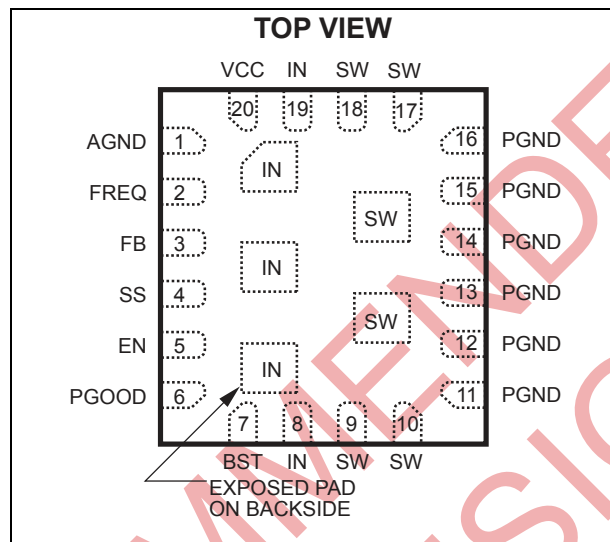 TOP VIEW
VCC IN SW SW
20 19 18 17
AGND 1 16 PGND
IN
FREQ 2 15 PGND
SW
FB 3 14 PGND
IN
SS 4 13 PGND
SW
EN 5 12 PGND
IN
PGOOD 6 11 PGND
7 8 9 10
BST IN SW SW
EXPOSED PAD
ON BACKSIDE